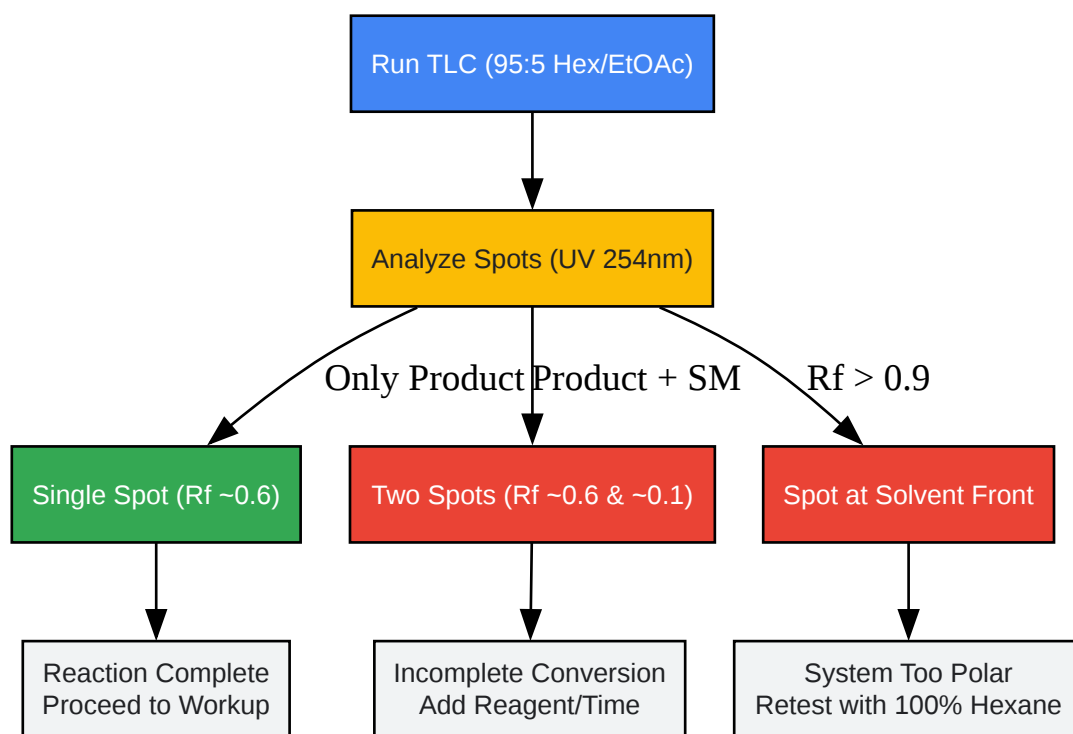 Run TLC (95:5 Hex/EtOAc)
Analyze Spots (UV 254nm)
Only Product
Product + SM
Rf > 0.9
Single Spot (Rf ~0.6)
Two Spots (Rf ~0.6 & ~0.1)
Spot at Solvent Front
Reaction Complete
Proceed to Workup
Incomplete Conversion
Add Reagent/Time
System Too Polar
Retest with 100% Hexane